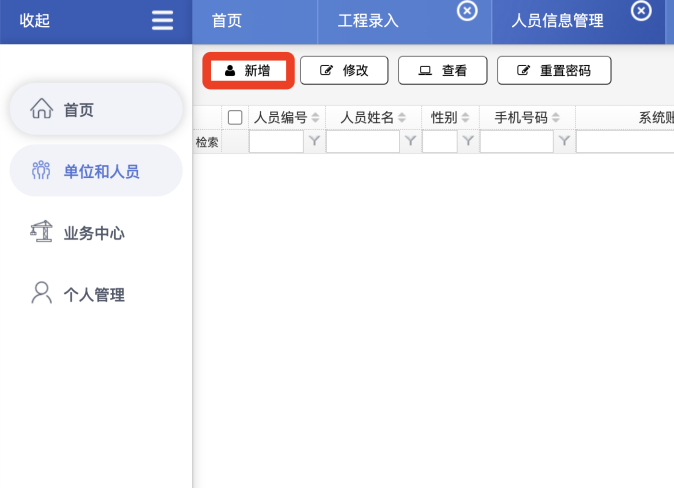 收起
首页 工程录入 人员信息管理
新增 修改 查看 重置密码
首页
单位和人员
业务中心
个人管理
人员编号 人员姓名 性别 手机号码 系统
检索